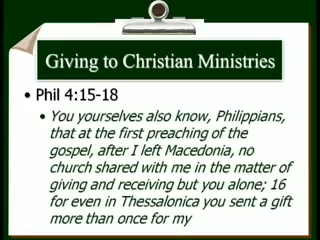 Giving to Christian Ministries
• Phil 4:15-18
• You yourselves also know, Philippians,
that at the first preaching of the
gospel, after I left Macedonia, no
church shared with me in the matter of
giving and receiving but you alone; 16
for even in Thessalonica you sent a gift
more than once for my